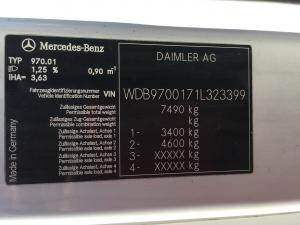 Mercedes-Benz
DAIMLER AG
TYP 970.01
1,25 % 0,90 m⁻¹
IHA= 3,63
Fahrzeugidentifizierungsnummer
VIN WDB9700171L323399
Zulässiges Gesamtgewicht 7490 kg
Permissible total weight
Zulässiges Zug-Gesamtgewicht kg
Permissible combination weight
Zulässige Achslast, Achse 1 1- 3400 kg
Permissible axle load, axle 1
Zulässige Achslast, Achse 2 2- 4600 kg
Permissible axle load, axle 2
Zulässige Achslast, Achse 3 3- XXXXX kg
Permissible axle load, axle 3
Zulässige Achslast, Achse 4 4- XXXXX kg
Permissible axle load, axle 4
Made in Germany